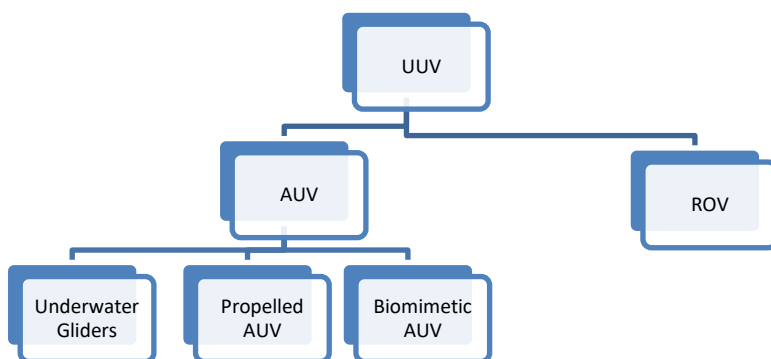 UUV
AUV
ROV
Underwater
Gliders
Propelled
AUV
Biomimetic
AUV